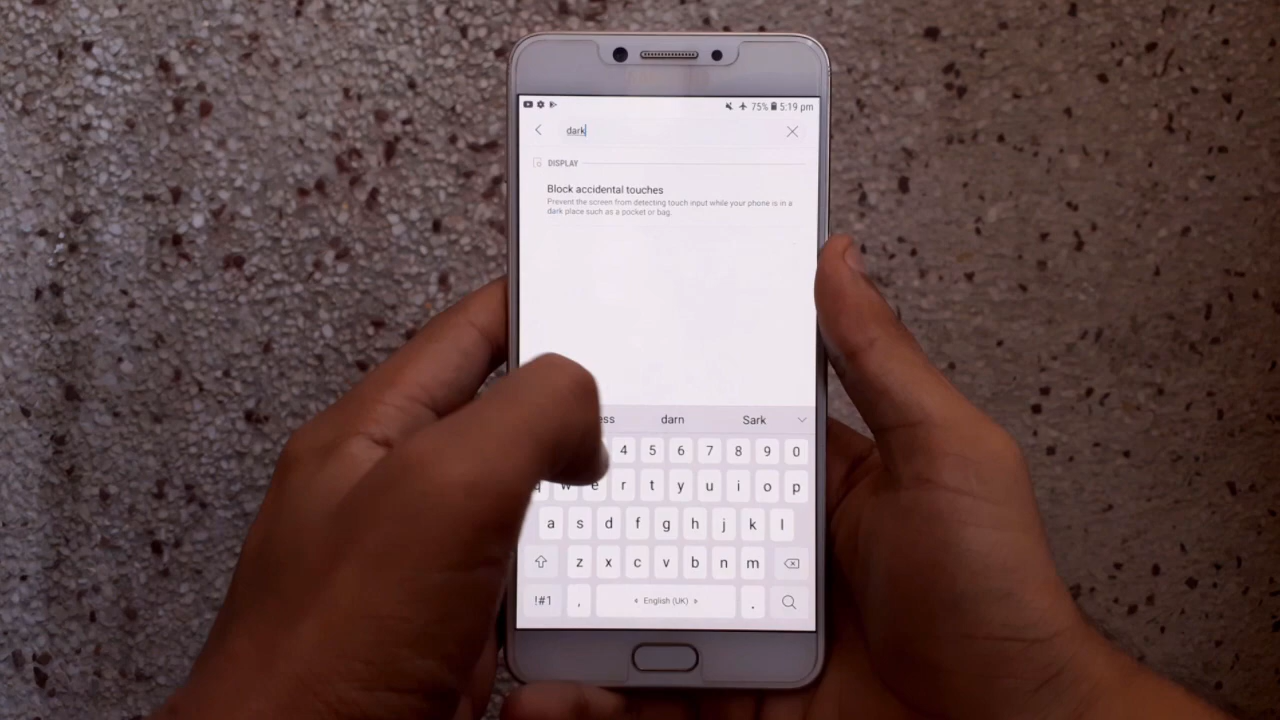 75% 5:19 pm
dark
DISPLAY
Block accidental touches
Prevent the screen from detecting touch input while your phone is in a
dark place such as a pocket or bag.
darn Sark
4 5 6 7 8 9 0
q w e r t y u i o p
a s d f g h j k l
z x c v b n m
!#1 , English (UK) .